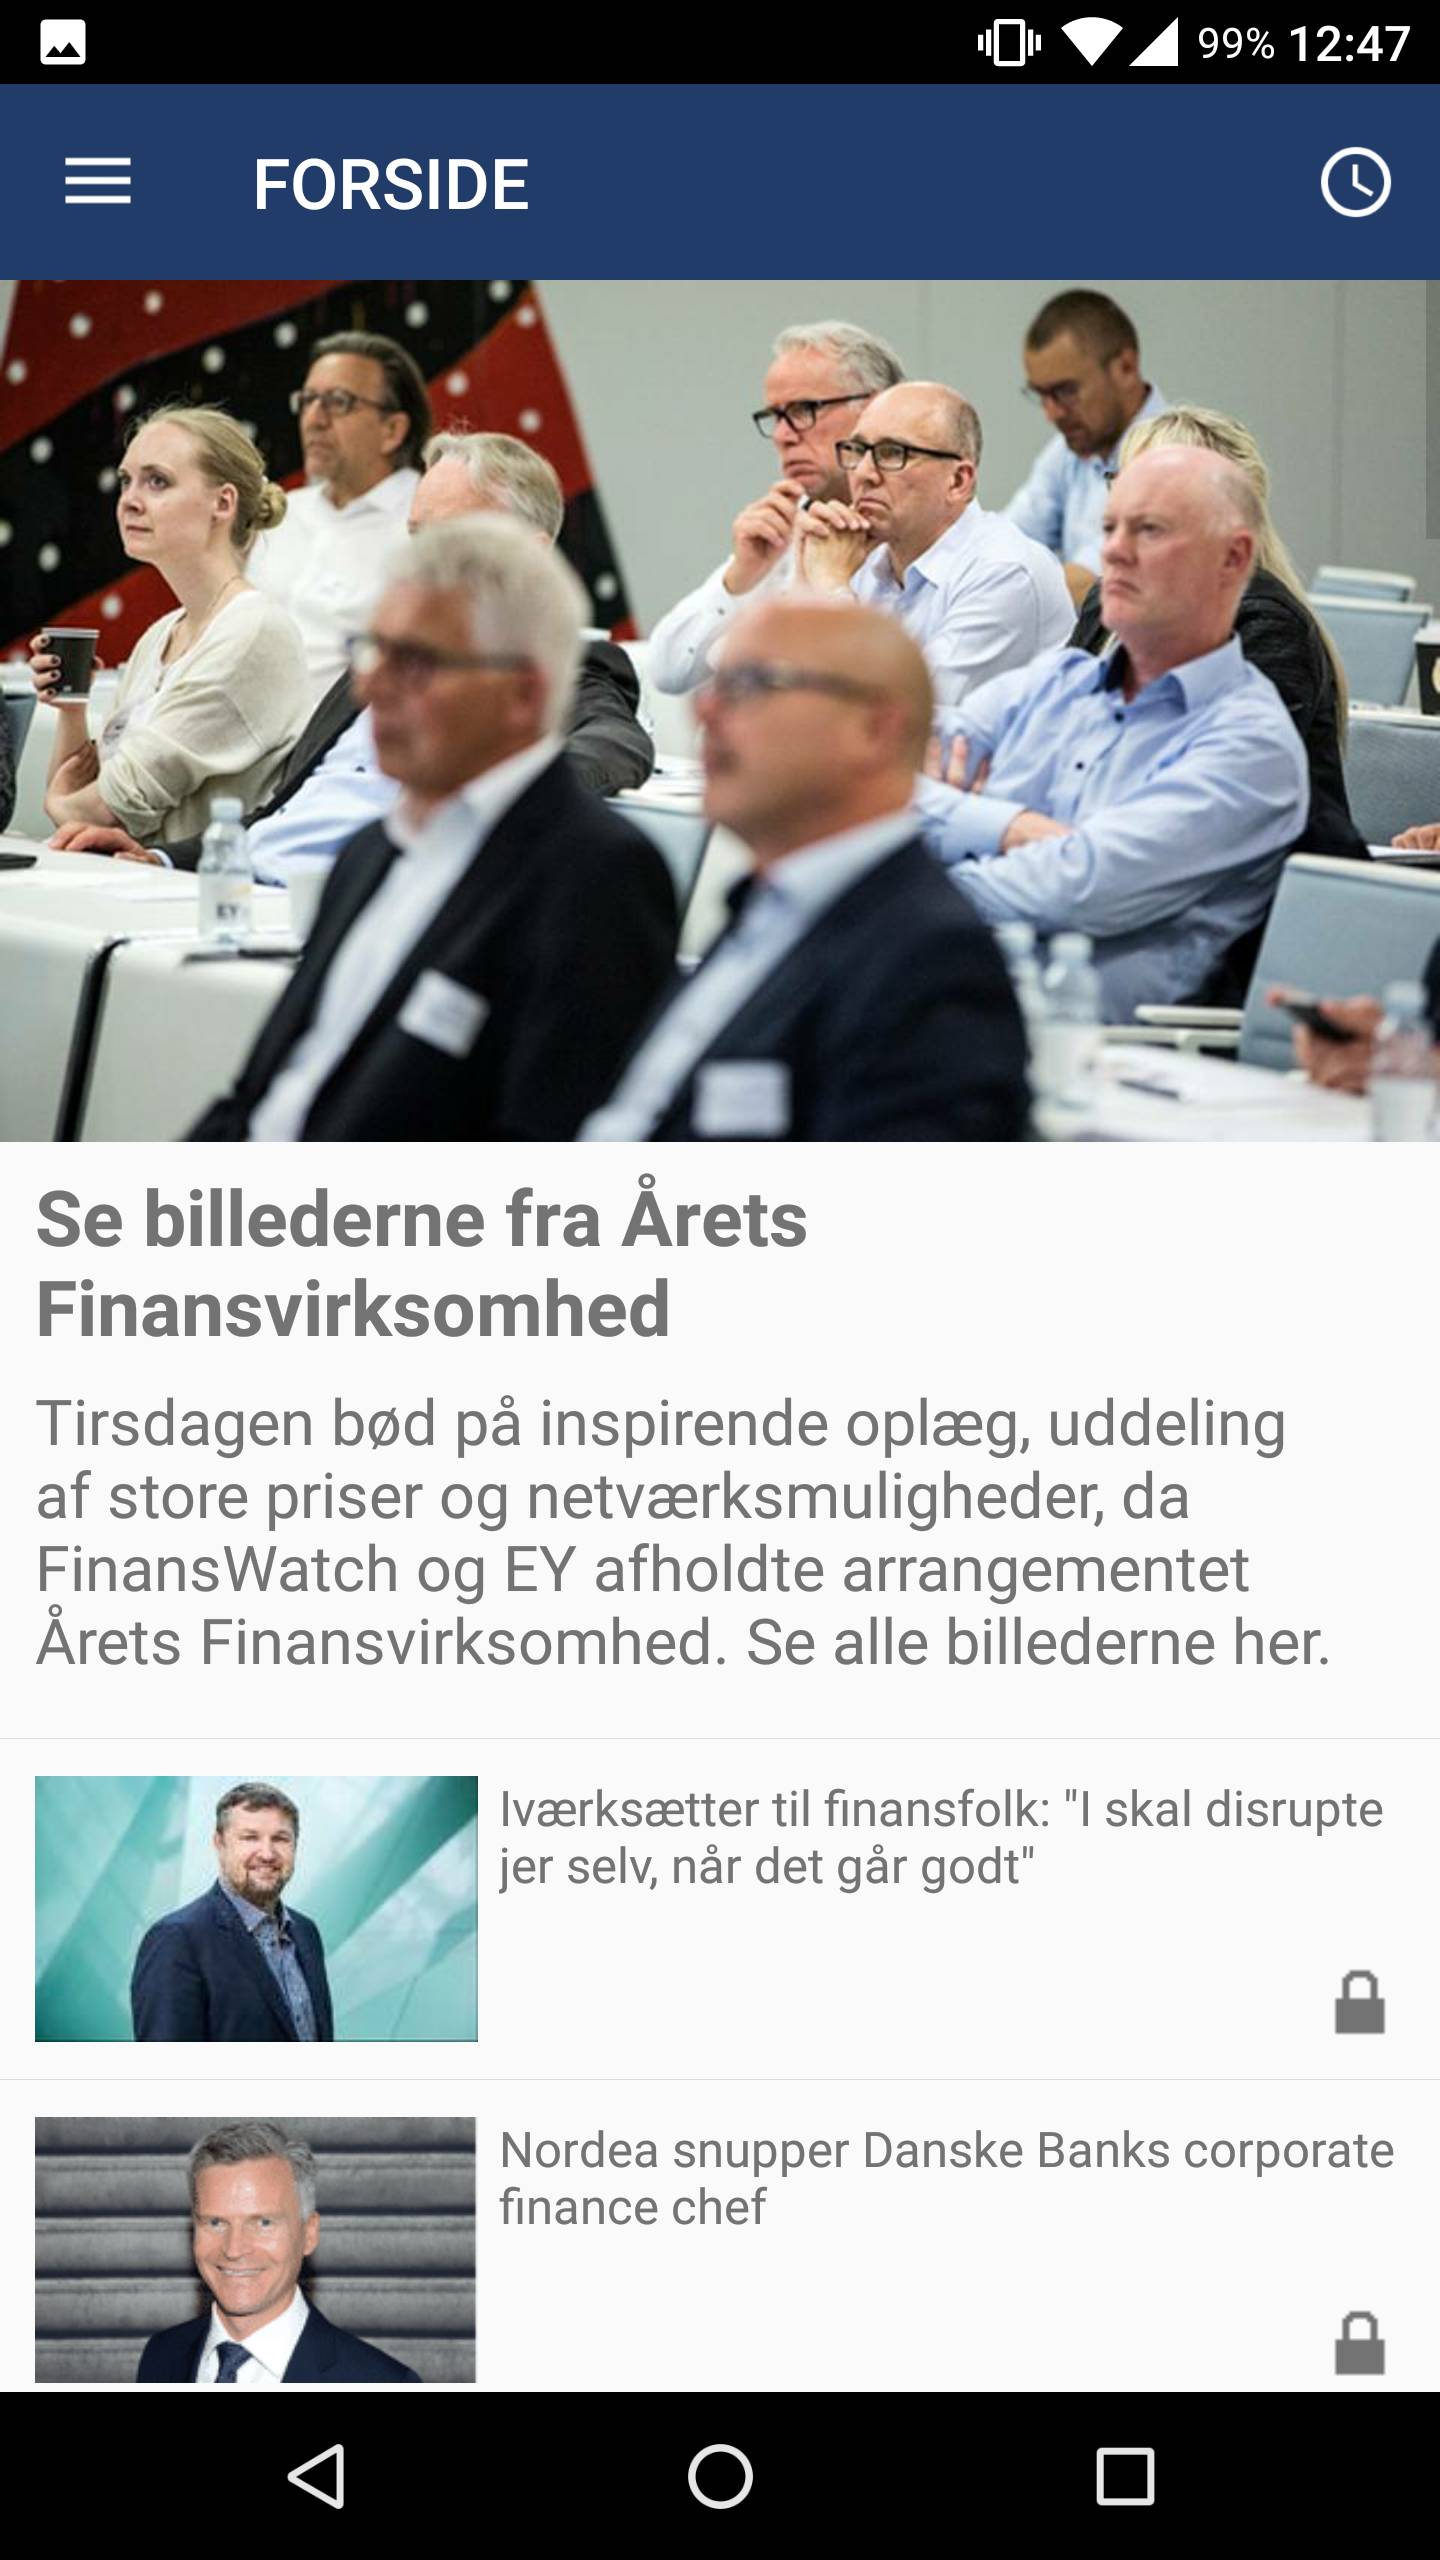 99% 12:47
FORSIDE
EY
Se billederne fra Årets
Finansvirksomhed
Tirsdagen bød på inspirende oplæg, uddeling
af store priser og netværksmuligheder, da
FinansWatch og EY afholdte arrangementet
Årets Finansvirksomhed. Se alle billederne her.
Iværksætter til finansfolk: "I skal disrupte
jer selv, når det går godt"
Nordea snupper Danske Banks corporate
finance chef